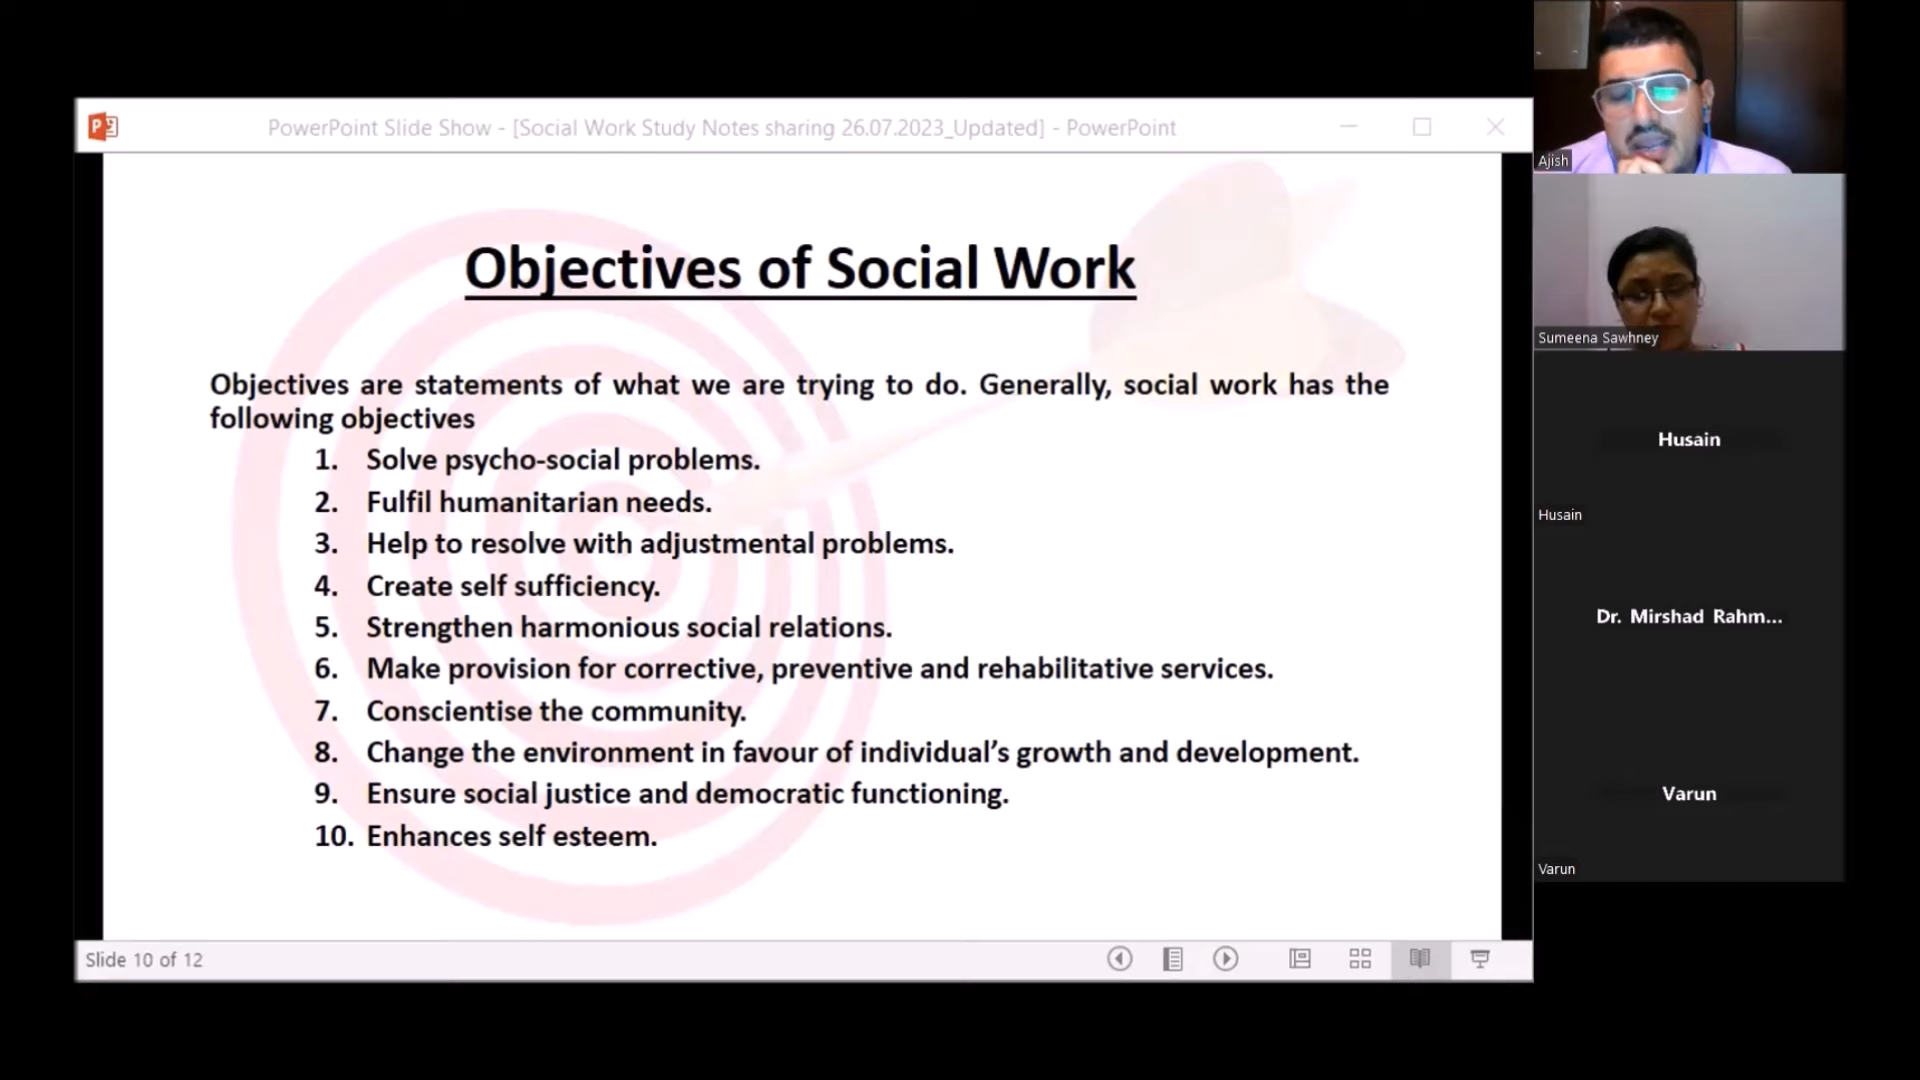 PowerPoint Slide Show - [Social Work Study Notes sharing 26.07.2023_Updated] - PowerPoint
Objectives of Social Work
Objectives are statements of what we are trying to do. Generally, social work has the
following objectives
1. Solve psycho-social problems.
2. Fulfil humanitarian needs.
3. Help to resolve with adjustmental problems.
4. Create self sufficiency.
5. Strengthen harmonious social relations.
6. Make provision for corrective, preventive and rehabilitative services.
7. Conscientise the community.
8. Change the environment in favour of individual’s growth and development.
9. Ensure social justice and democratic functioning.
10. Enhances self esteem.
Slide 10 of 12
Ajish
Sumeena Sawhney
Husain
Husain
Dr. Mirshad Rahm...
Varun
Varun